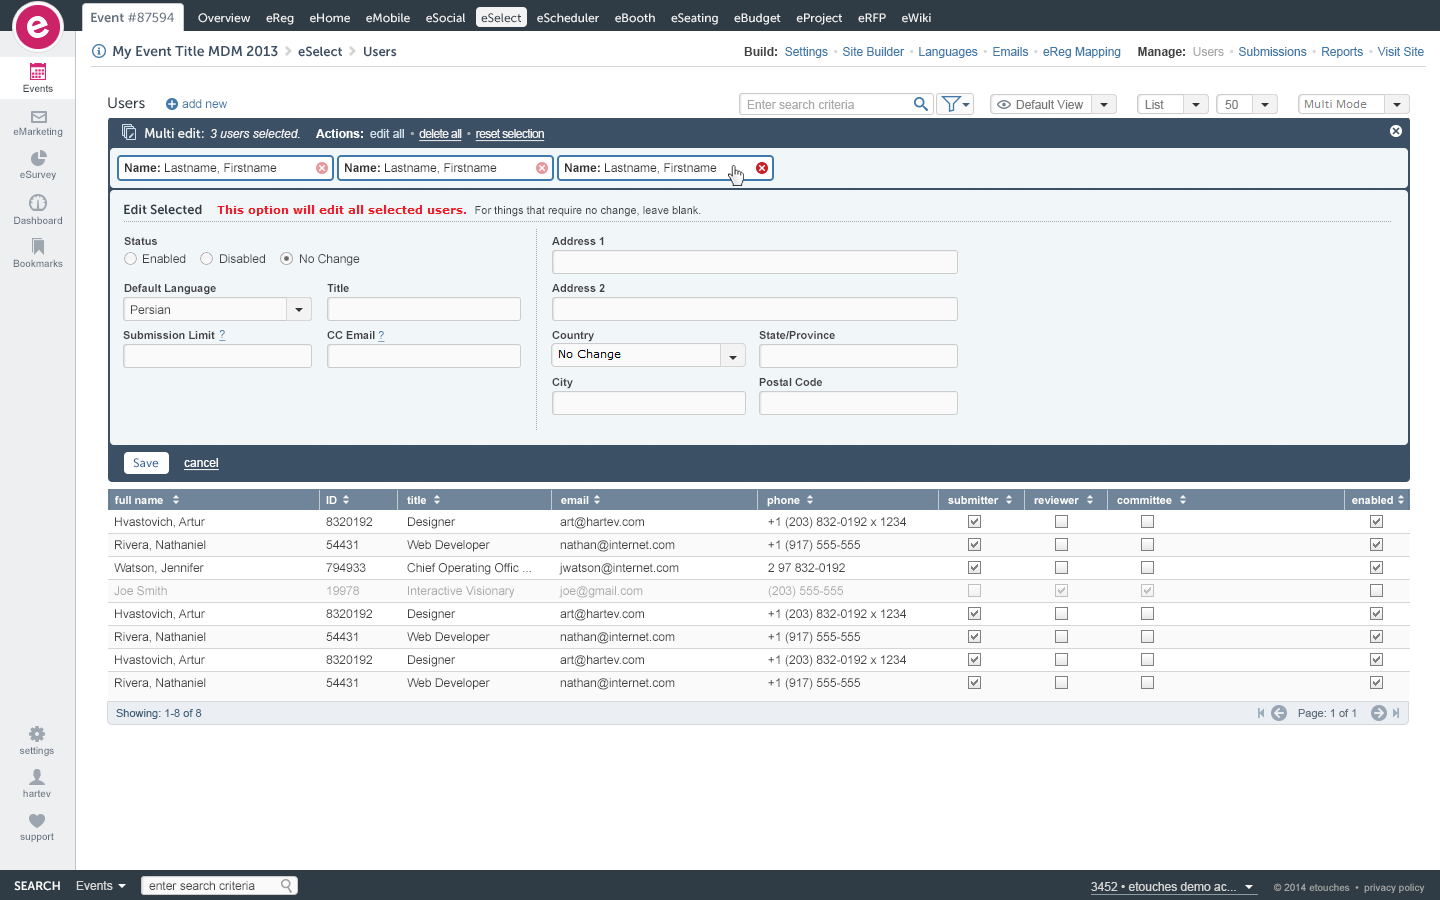 e Event #87594 Overview eReg eHome eMobile eSocial eSelect eScheduler eBooth eSeating eBudget eProject eRFP eWiki
My Event Title MDM 2013 eSelect Users Build: Settings • Site Builder • Languages • Emails • eReg Mapping Manage: Users • Submissions • Reports • Visit Site
Events
eMarketing
eSurvey
Dashboard
Bookmarks
settings
hartev
support
Users add new Enter search criteria Default View List 50 Multi Mode
Multi edit: 3 users selected. Actions: edit all • delete all • reset selection
Name: Lastname, Firstname Name: Lastname, Firstname Name: Lastname, Firstname
Edit Selected This option will edit all selected users. For things that require no change, leave blank.
Status
Enabled Disabled No Change
Default Language Title
Persian
Submission Limit ? CC Email ?
Address 1
Address 2
Country State/Province
No Change
City Postal Code
Save cancel
full name ID title email phone submitter reviewer committee enabled
Hvastovich, Artur 8320192 Designer art@hartev.com +1 (203) 832-0192 x 1234
Rivera, Nathaniel 54431 Web Developer nathan@internet.com +1 (917) 555-555
Watson, Jennifer 794933 Chief Operating Offic ... jwatson@internet.com 2 97 832-0192
Joe Smith 19978 Interactive Visionary joe@gmail.com (203) 555-555
Hvastovich, Artur 8320192 Designer art@hartev.com +1 (203) 832-0192 x 1234
Rivera, Nathaniel 54431 Web Developer nathan@internet.com +1 (917) 555-555
Hvastovich, Artur 8320192 Designer art@hartev.com +1 (203) 832-0192 x 1234
Rivera, Nathaniel 54431 Web Developer nathan@internet.com +1 (917) 555-555
Showing: 1-8 of 8 Page: 1 of 1
SEARCH Events enter search criteria 3452 • etouches demo ac... © 2014 etouches • privacy policy